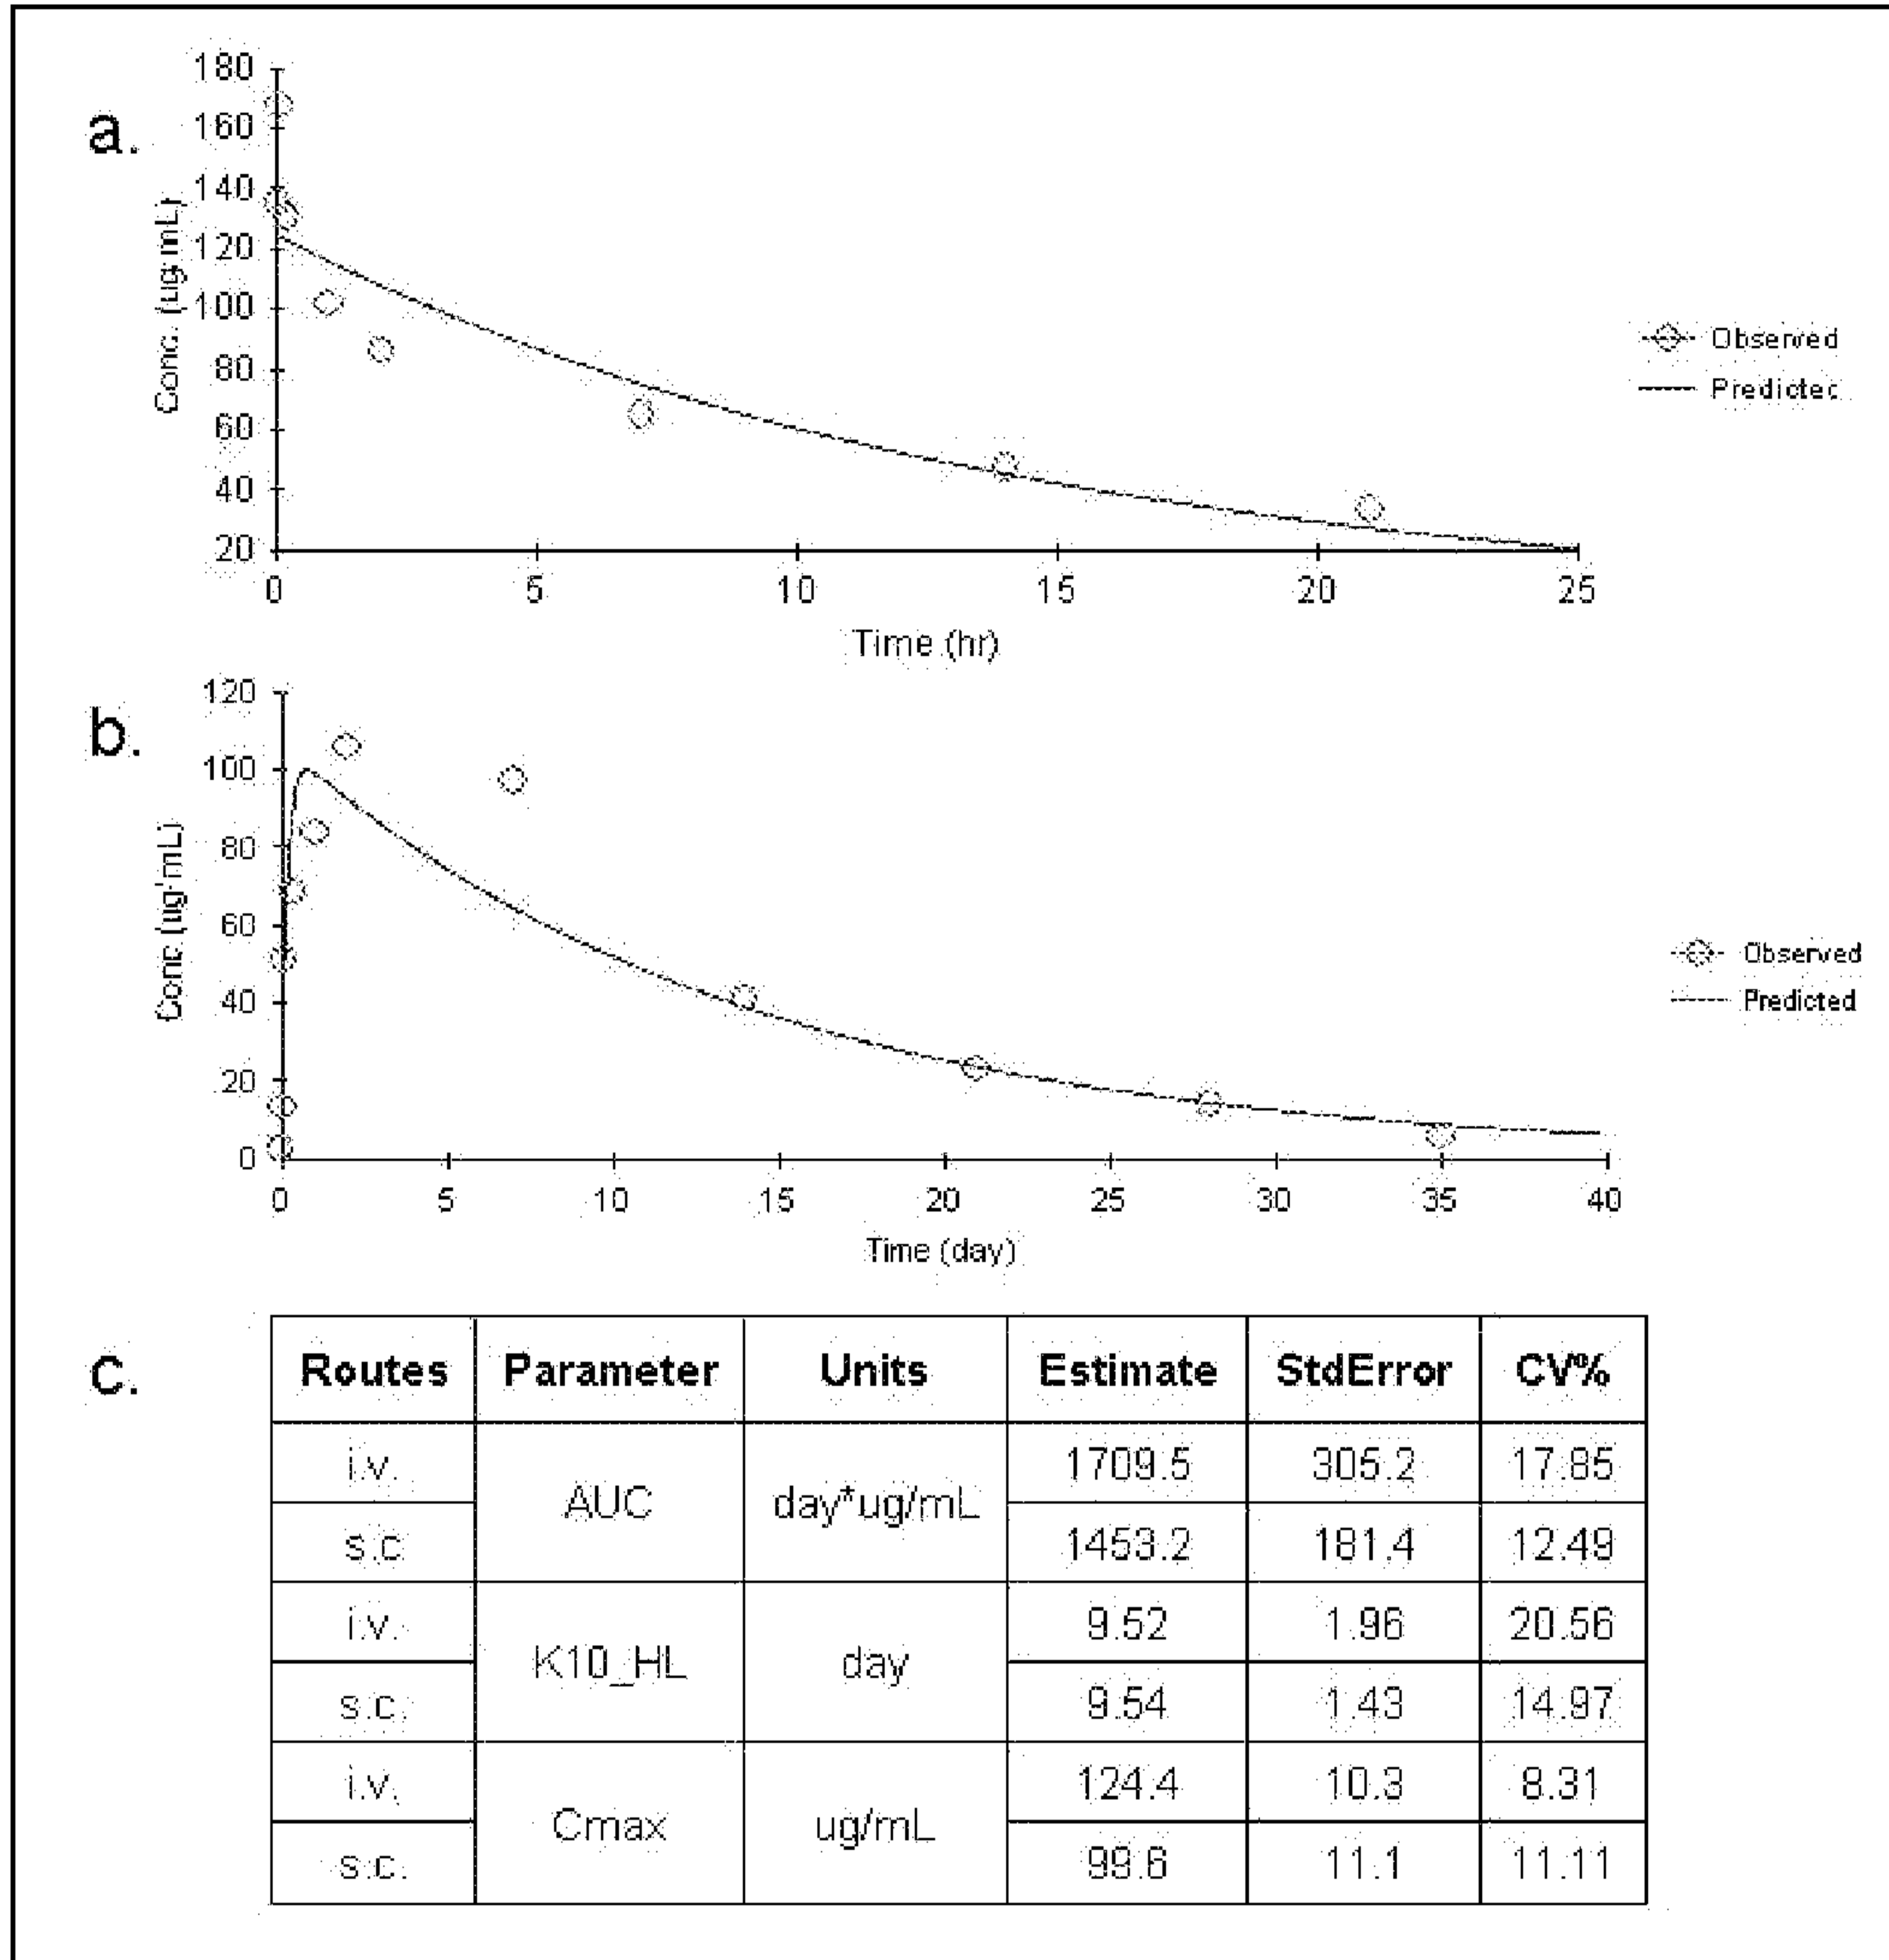 a.
180
160
140
120
100
80
60
40
20
Conc. (ug/mL)
0 5 10 15 20 25
Time (hr)
Observed
Predicted
b.
120
100
80
60
40
20
0
Conc (ug/mL)
0 5 10 15 20 25 30 35 40
Time (day)
Observed
Predicted
c.
Routes Parameter Units Estimate StdError CV%
i.v. AUC day*ug/mL 1709.5 305.2 17.85
s.c 1453.2 181.4 12.49
i.v. K10_HL day 9.52 1.96 20.56
s.c. 9.54 1.43 14.97
i.v. Cmax ug/mL 124.4 10.3 8.31
s.c. 99.6 11.1 11.11